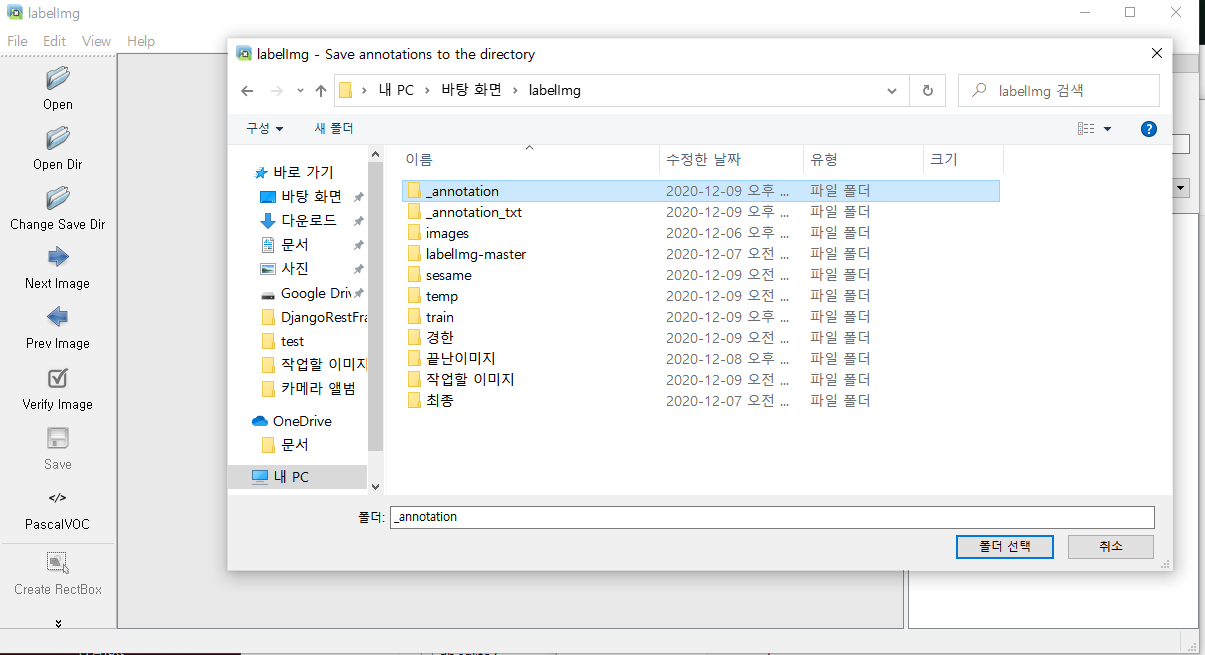 labelImg
File Edit View Help
Open
Open Dir
Change Save Dir
Next Image
Prev Image
Verify Image
Save
</>
PascalVOC
Create RectBox
labelImg - Save annotations to the directory
내 PC › 바탕 화면 › labelImg
labelImg 검색
구성 새 폴더
바로 가기
바탕 화면
다운로드
문서
사진
Google Driv
DjangoRestFra
test
작업할 이미지
카메라 앨범
OneDrive
문서
내 PC
이름 수정한 날짜 유형 크기
_annotation 2020-12-09 오후 ... 파일 폴더
_annotation_txt 2020-12-09 오후 ... 파일 폴더
images 2020-12-06 오후 ... 파일 폴더
labelImg-master 2020-12-07 오전 ... 파일 폴더
sesame 2020-12-09 오전 ... 파일 폴더
temp 2020-12-09 오전 ... 파일 폴더
train 2020-12-09 오후 ... 파일 폴더
경한 2020-12-09 오전 ... 파일 폴더
끝난이미지 2020-12-08 오후 ... 파일 폴더
작업할 이미지 2020-12-09 오전 ... 파일 폴더
최종 2020-12-07 오전 ... 파일 폴더
폴더: _annotation
폴더 선택 취소